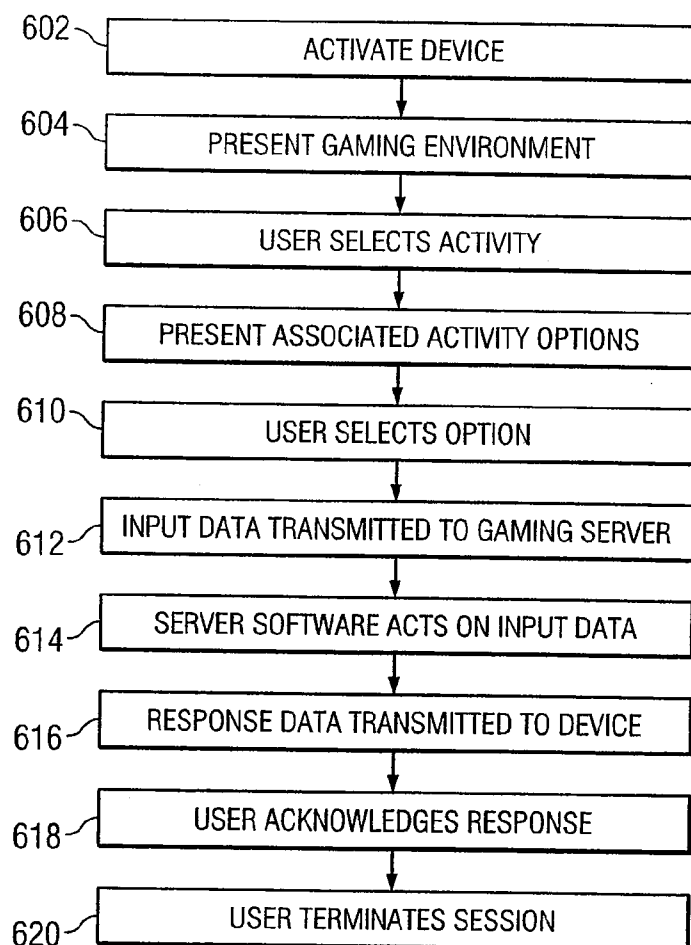 602 ACTIVATE DEVICE
604 PRESENT GAMING ENVIRONMENT
606 USER SELECTS ACTIVITY
608 PRESENT ASSOCIATED ACTIVITY OPTIONS
610 USER SELECTS OPTION
612 INPUT DATA TRANSMITTED TO GAMING SERVER
614 SERVER SOFTWARE ACTS ON INPUT DATA
616 RESPONSE DATA TRANSMITTED TO DEVICE
618 USER ACKNOWLEDGES RESPONSE
620 USER TERMINATES SESSION